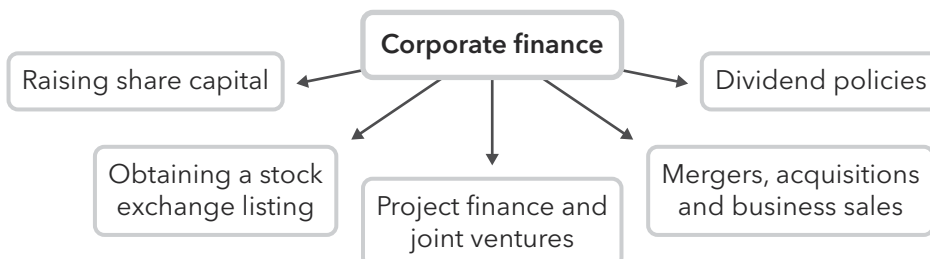 Corporate finance
Raising share capital
Dividend policies
Obtaining a stock
exchange listing
Project finance and
joint ventures
Mergers, acquisitions
and business sales